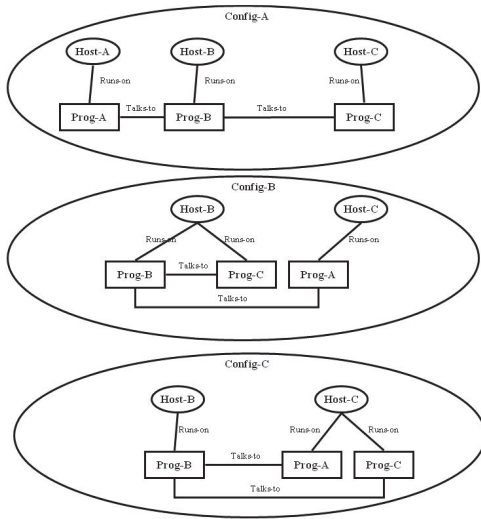 Config-A
Host-A Host-B Host-C
Runs-on Runs-on Runs-on
Talks-to Talks-to
Prog-A Prog-B Prog-C
Config-B
Host-B Host-C
Runs-on Runs-on Runs-on
Talks-to
Prog-B Prog-C Prog-A
Talks-to
Config-C
Host-B Host-C
Runs-on Runs-on Runs-on
Talks-to
Prog-B Prog-A Prog-C
Talks-to